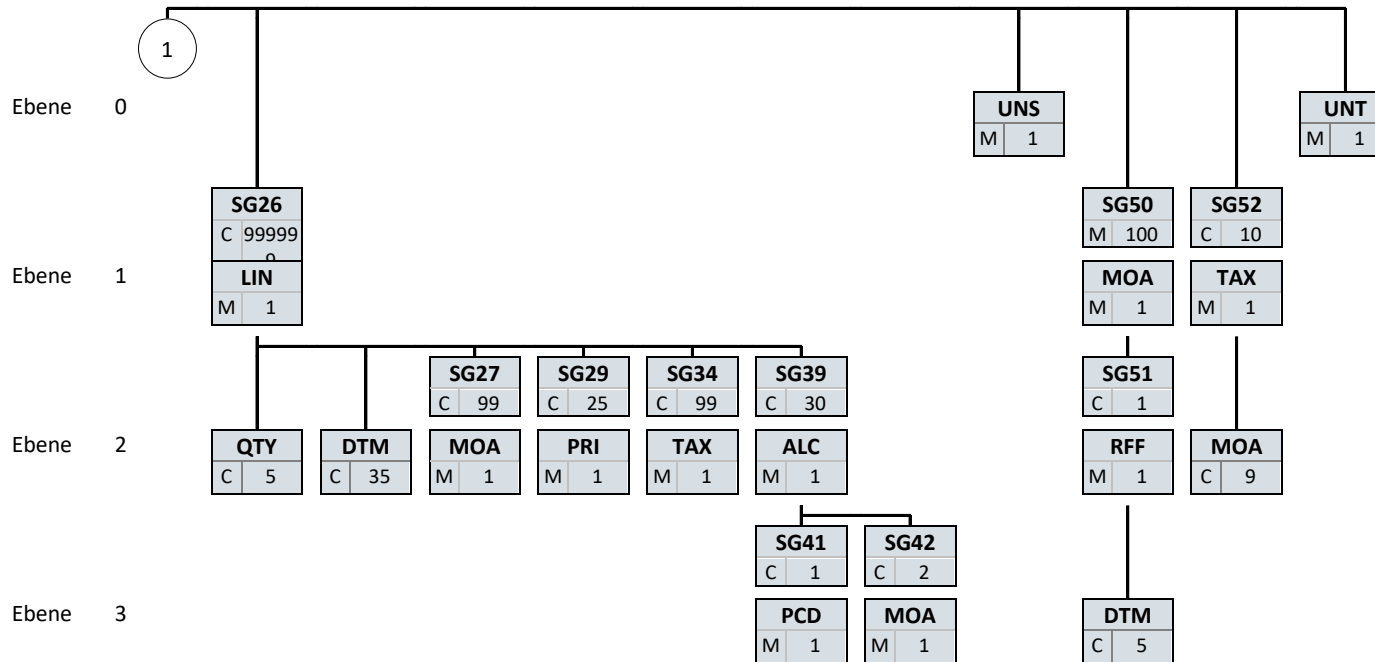 1
Ebene 0
UNS
M 1
UNT
M 1
SG26
C 99999
9
SG50
M 100
SG52
C 10
Ebene 1
LIN
M 1
MOA
M 1
TAX
M 1
SG27
C 99
SG29
C 25
SG34
C 99
SG39
C 30
SG51
C 1
Ebene 2
QTY
C 5
DTM
C 35
MOA
M 1
PRI
M 1
TAX
M 1
ALC
M 1
RFF
M 1
MOA
C 9
SG41
C 1
SG42
C 2
Ebene 3
PCD
M 1
MOA
M 1
DTM
C 5